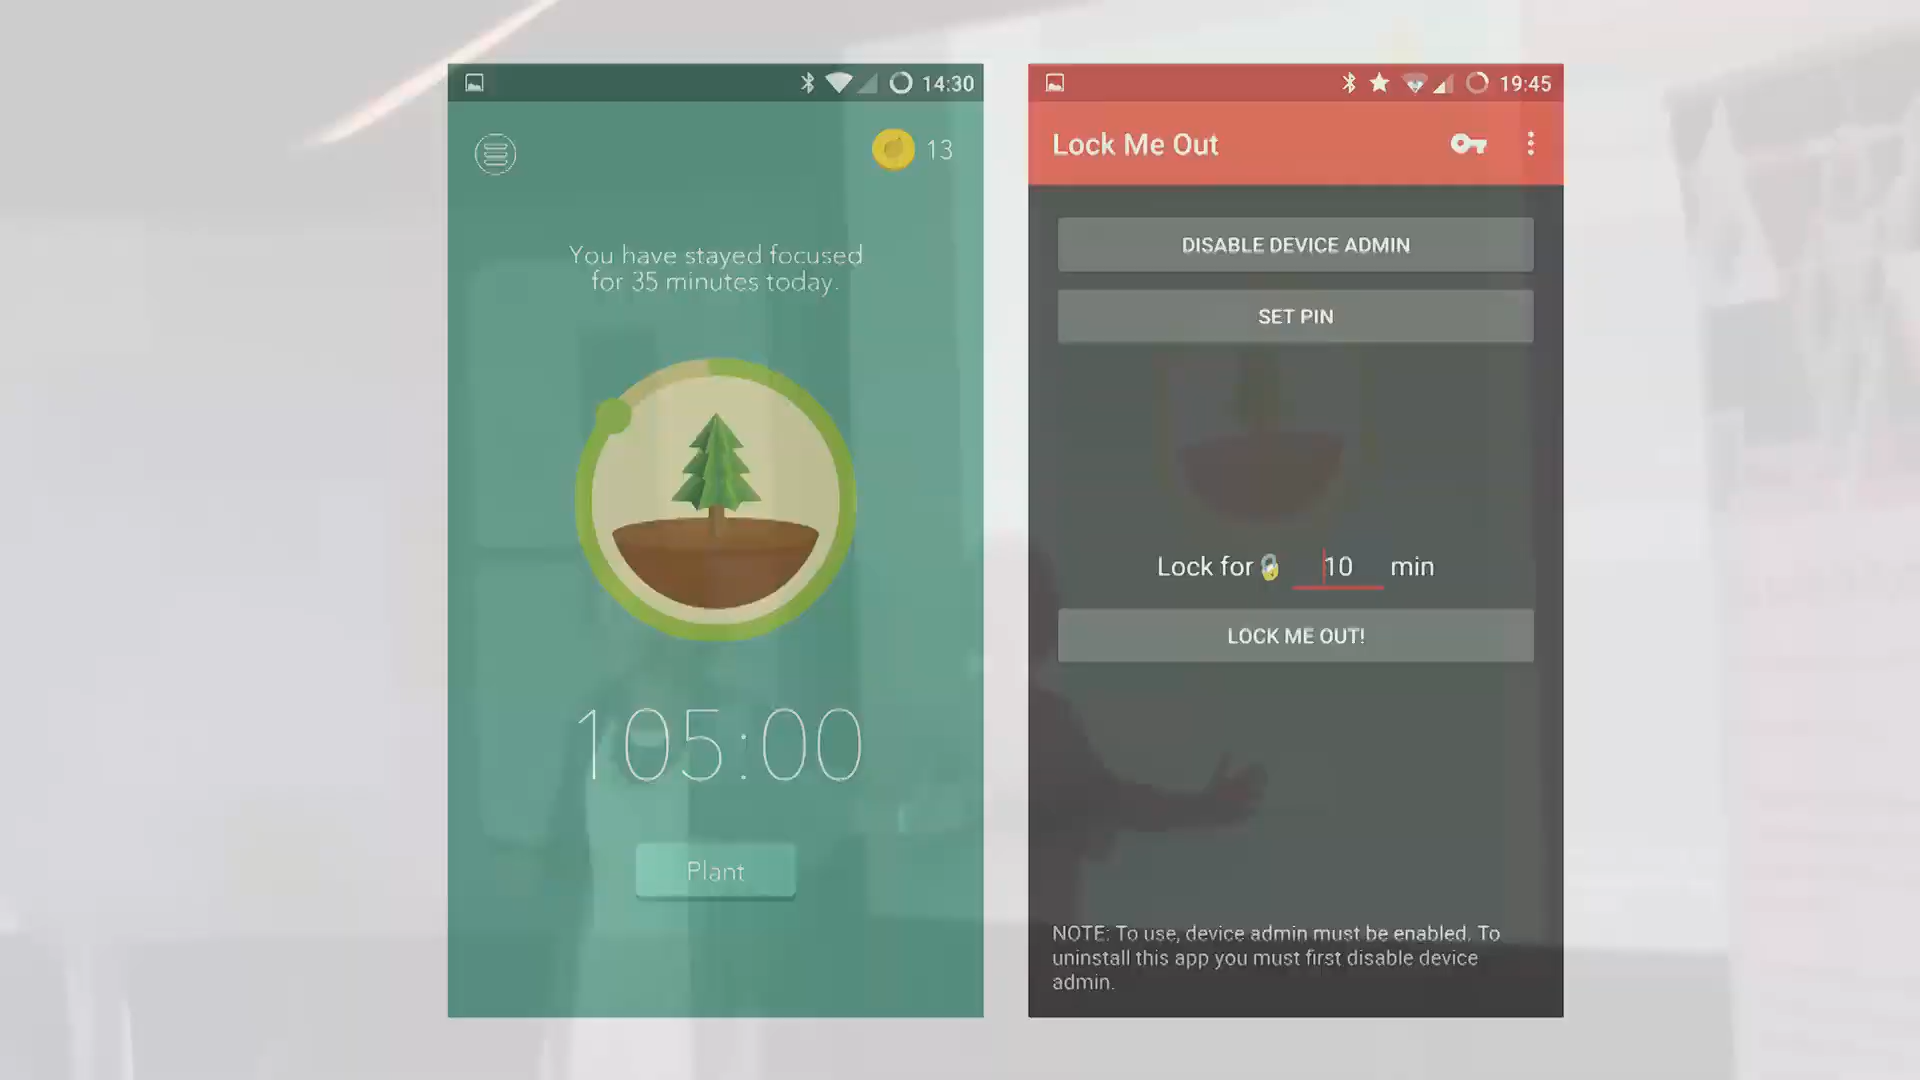 14:30
13
You have stayed focused
for 35 minutes today.
105:00
Plant
19:45
Lock Me Out
DISABLE DEVICE ADMIN
SET PIN
Lock for 10 min
LOCK ME OUT!
NOTE: To use, device admin must be enabled. To
uninstall this app you must first disable device
admin.